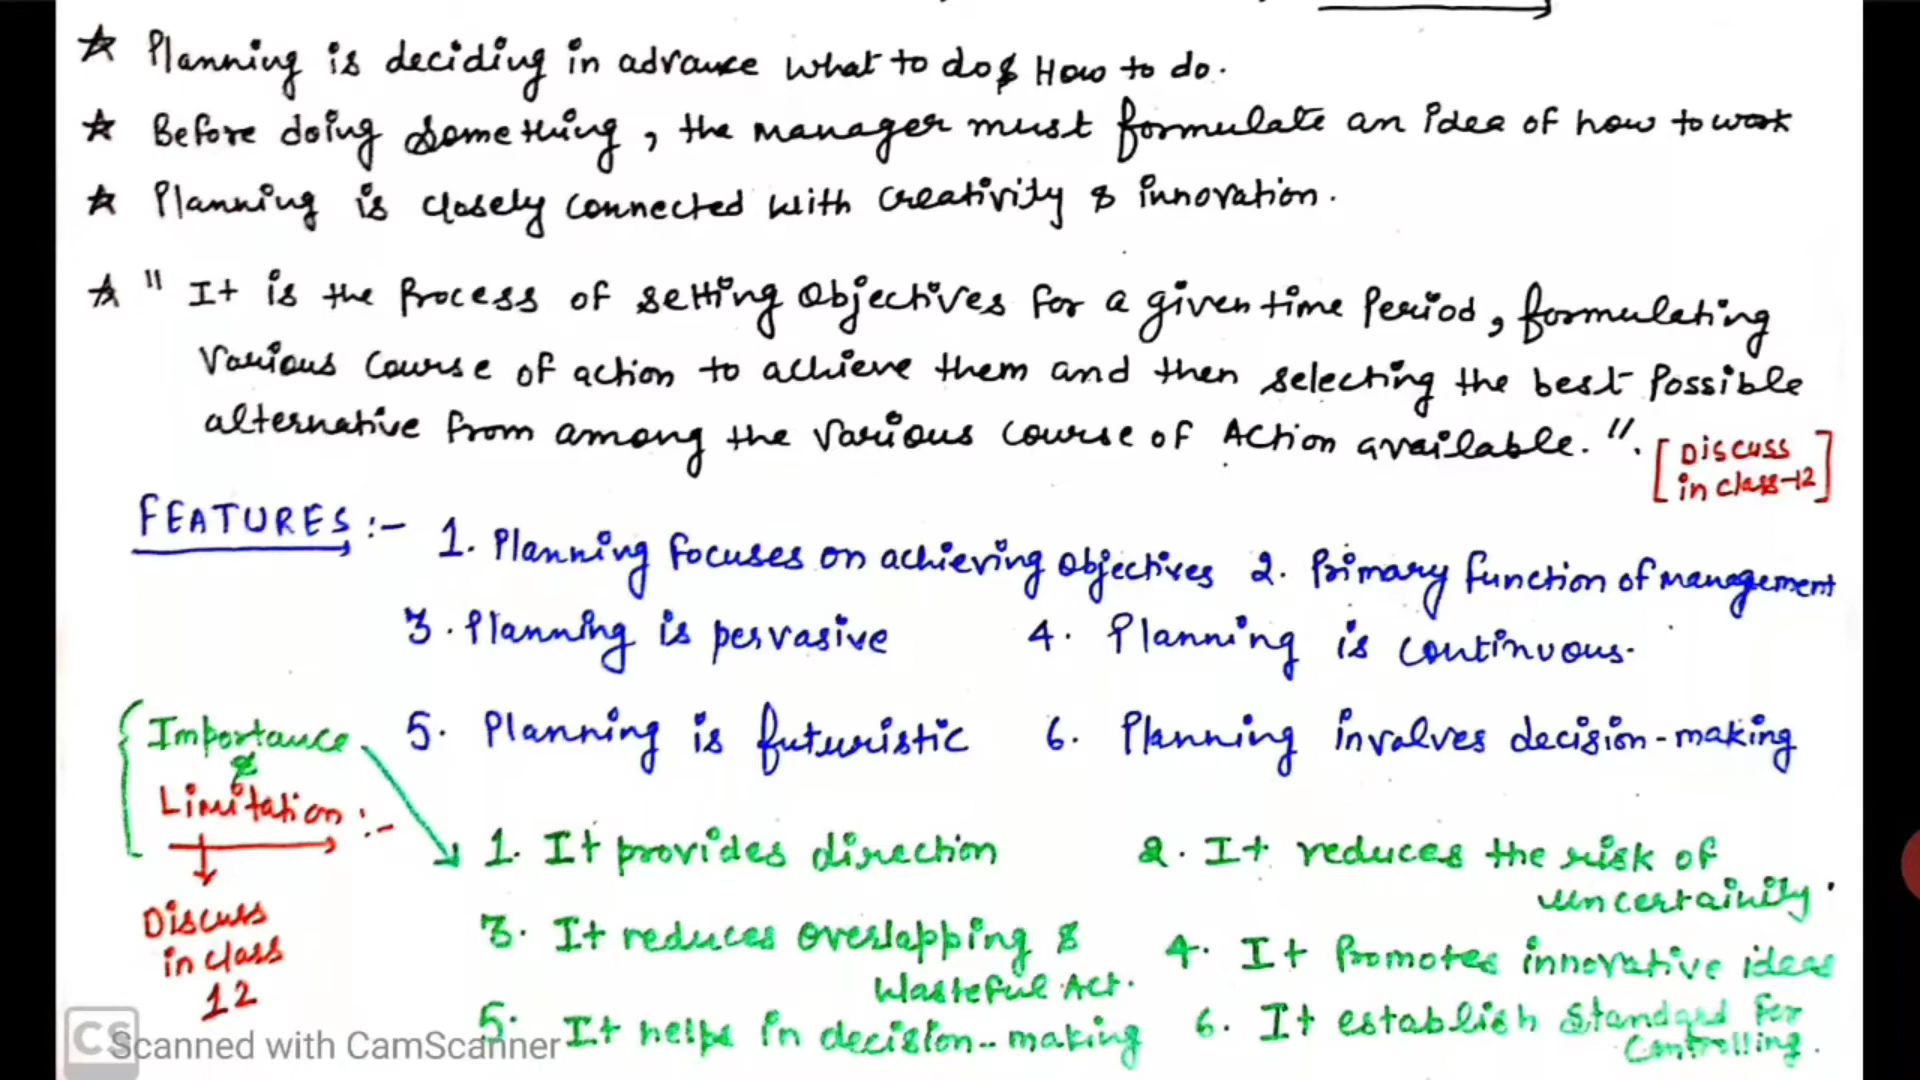 ☆ Planning is deciding in advance what to do & How to do.
☆ Before doing something, the manager must formulate an idea of how to work
☆ Planning is closely connected with creativity & innovation.
☆ " It is the Process of setting objectives for a given time Period, formulating
Various Course of action to achieve them and then selecting the best Possible
alternative from among the Various course of Action available.".
[Discuss
in class-12]
FEATURES :- 1. Planning focuses on achieving objectives 2. Primary function of management
3. Planning is pervasive 4. Planning is continuous.
5. Planning is futuristic 6. Planning involves decision-making
Importance
&
Limitation :-
Discuss
in class
12
1. It provides direction 2. It reduces the risk of
uncertainity.
3. It reduces overlapping &
Wasteful Act.
4. It Promotes innovative ideas
5. It helps in decision-making 6. It establish Standard For
Controlling.
CS Scanned with CamScanner